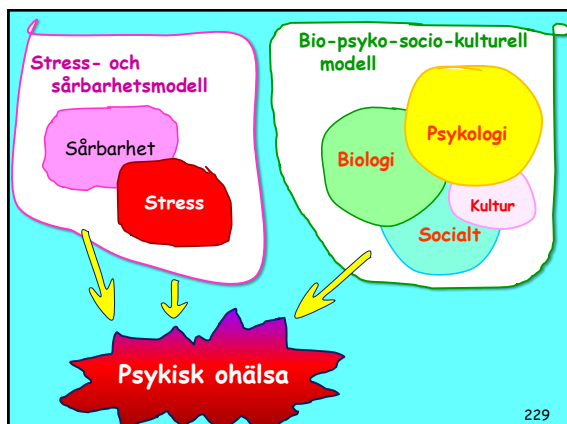 Stress- och
sårbarhetsmodell
Sårbarhet
Stress
Bio-psyko-socio-kulturell
modell
Psykologi
Biologi
Kultur
Socialt
Psykisk ohälsa
229